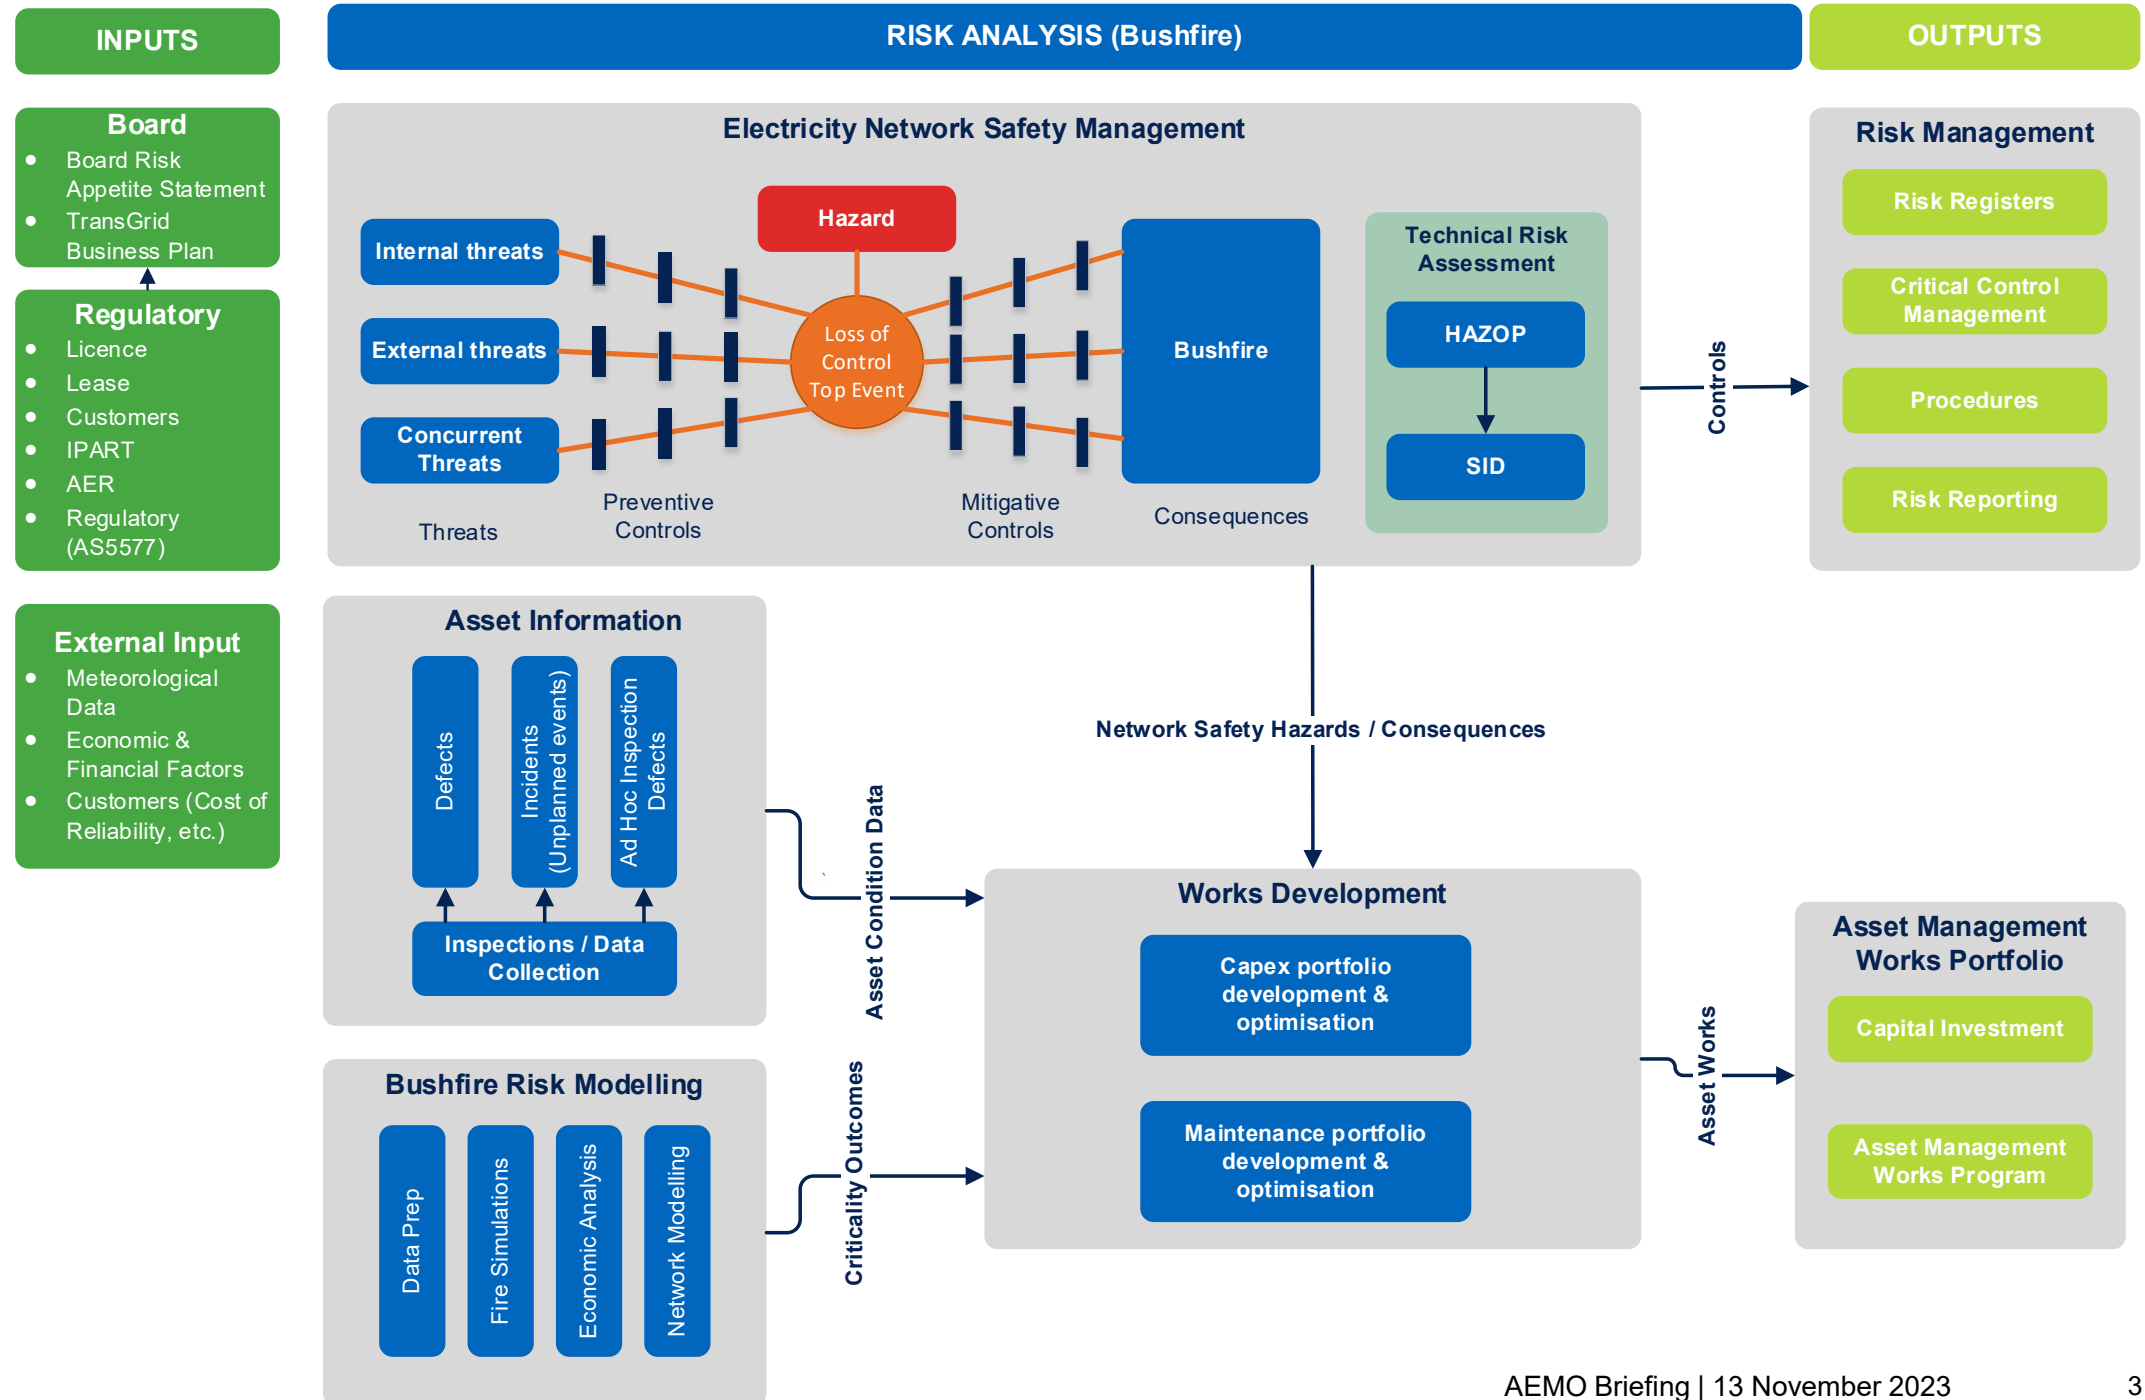 INPUTS
RISK ANALYSIS (Bushfire)
OUTPUTS
Board
● Board Risk
Appetite Statement
● TransGrid
Business Plan
Regulatory
● Licence
● Lease
● Customers
● IPART
● AER
● Regulatory
(AS5577)
External Input
● Meteorological
Data
● Economic &
Financial Factors
● Customers (Cost of
Reliability, etc.)
Electricity Network Safety Management
Internal threats
External threats
Concurrent
Threats
Threats
Preventive
Controls
Hazard
Loss of
Control
Top Event
Mitigative
Controls
Bushfire
Consequences
Technical Risk
Assessment
HAZOP
SID
Controls
Risk Management
Risk Registers
Critical Control
Management
Procedures
Risk Reporting
Network Safety Hazards / Consequences
Asset Information
Defects
Incidents
(Unplanned events)
Ad Hoc Inspection
Defects
Inspections / Data
Collection
Asset Condition Data
Bushfire Risk Modelling
Data Prep
Fire Simulations
Economic Analysis
Network Modelling
Criticality Outcomes
Works Development
Capex portfolio
development &
optimisation
Maintenance portfolio
development &
optimisation
Asset Works
Asset Management
Works Portfolio
Capital Investment
Asset Management
Works Program
AEMO Briefing | 13 November 2023
3